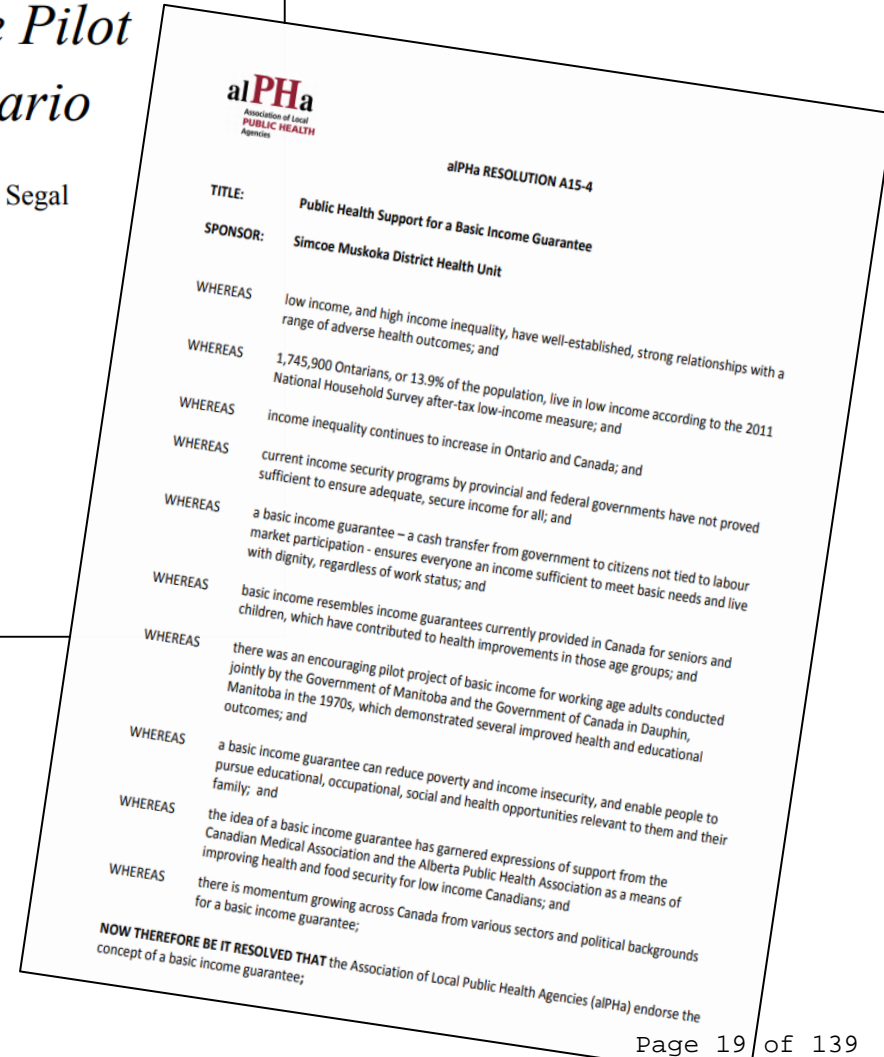 e Pilot
ario
Segal
alPHa
Association of Local
PUBLIC HEALTH
Agencies
alPHa RESOLUTION A15-4
TITLE: Public Health Support for a Basic Income Guarantee
SPONSOR: Simcoe Muskoka District Health Unit
WHEREAS low income, and high income inequality, have well-established, strong relationships with a
range of adverse health outcomes; and
WHEREAS 1,745,900 Ontarians, or 13.9% of the population, live in low income according to the 2011
National Household Survey after-tax low-income measure; and
WHEREAS income inequality continues to increase in Ontario and Canada; and
WHEREAS current income security programs by provincial and federal governments have not proved
sufficient to ensure adequate, secure income for all; and
WHEREAS a basic income guarantee – a cash transfer from government to citizens not tied to labour
market participation - ensures everyone an income sufficient to meet basic needs and live
with dignity, regardless of work status; and
WHEREAS basic income resembles income guarantees currently provided in Canada for seniors and
children, which have contributed to health improvements in those age groups; and
WHEREAS there was an encouraging pilot project of basic income for working age adults conducted
jointly by the Government of Manitoba and the Government of Canada in Dauphin,
Manitoba in the 1970s, which demonstrated several improved health and educational
outcomes; and
WHEREAS a basic income guarantee can reduce poverty and income insecurity, and enable people to
pursue educational, occupational, social and health opportunities relevant to them and their
family; and
WHEREAS the idea of a basic income guarantee has garnered expressions of support from the
Canadian Medical Association and the Alberta Public Health Association as a means of
improving health and food security for low income Canadians; and
WHEREAS there is momentum growing across Canada from various sectors and political backgrounds
for a basic income guarantee;
NOW THEREFORE BE IT RESOLVED THAT the Association of Local Public Health Agencies (alPHa) endorse the
concept of a basic income guarantee;
Page 19 of 139